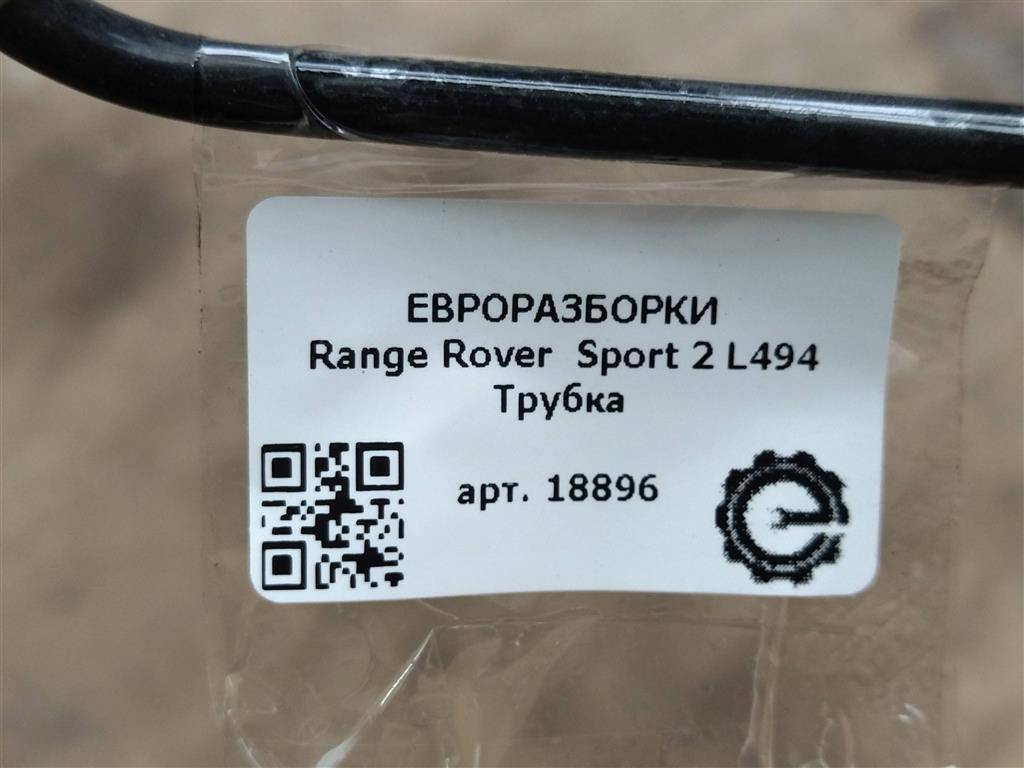 ЕВРОРАЗБОРКИ
Range Rover Sport 2 L494
Трубка
арт. 18896